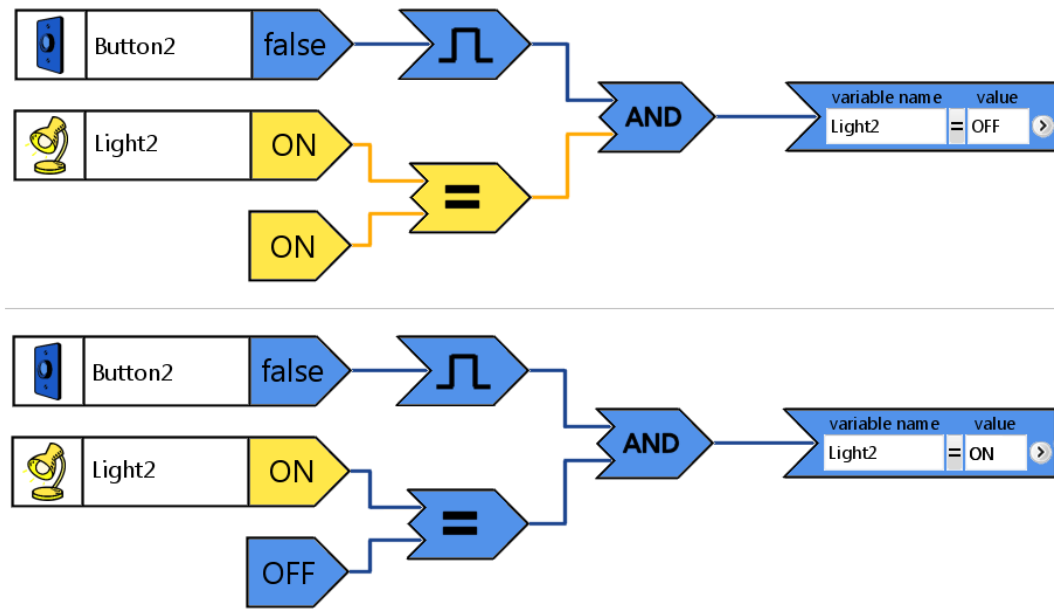 Button2 false
Light2 ON
ON
=
AND
variable name value
Light2 = OFF
Button2 false
Light2 ON
OFF
=
AND
variable name value
Light2 = ON